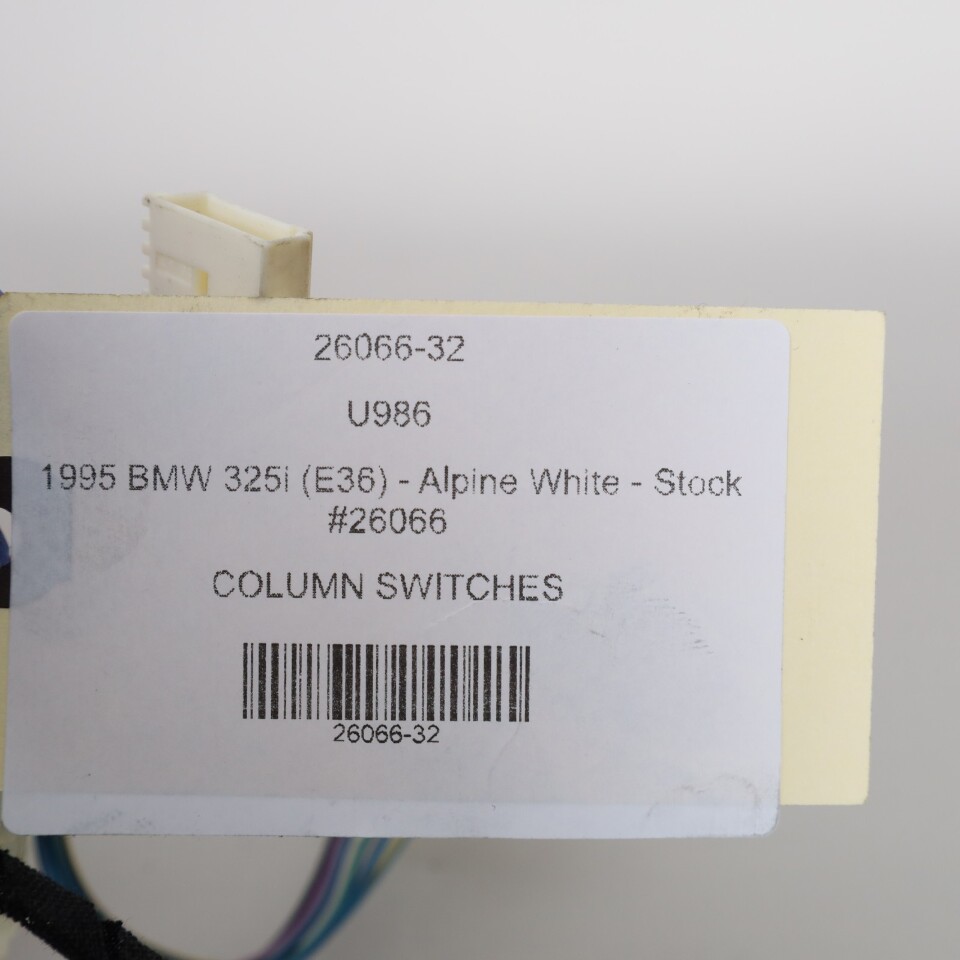 26066-32
U986
1995 BMW 325i (E36) - Alpine White - Stock
#26066
COLUMN SWITCHES
26066-32